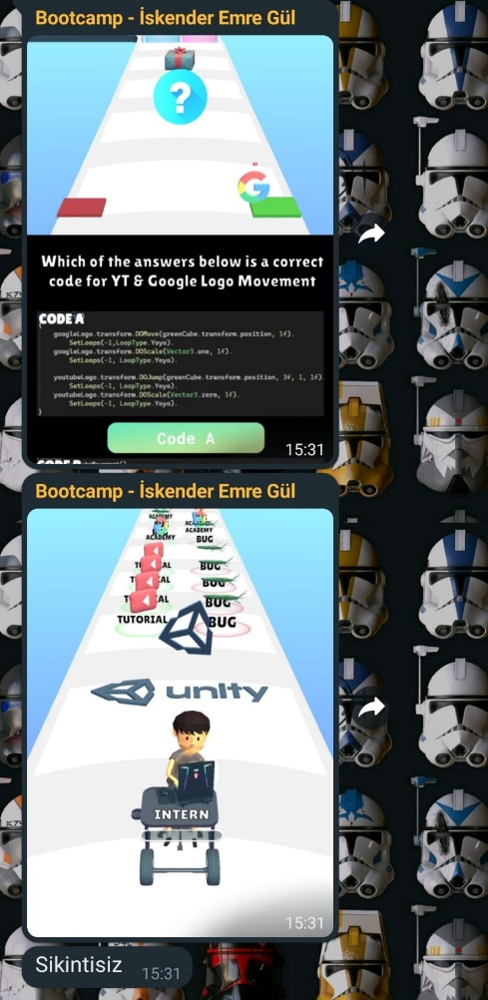 Bootcamp - İskender Emre Gül
?
Which of the answers below is a correct
code for YT & Google Logo Movement
CODE A
googleLogo.transform.DOMove(greenCube.transform.position, 1f).
SetLoops(-1,LoopType.Yoyo).
googleLogo.transform.DOScale(Vector3.one, 1f).
SetLoops(-1, LoopType.Yoyo).
youtubeLogo.transform.DOJump(greenCube.transform.position, 3f, 1, 1f)
SetLoops(-1, LoopType.Yoyo).
youtubeLogo.transform.DOScale(Vector3.zero, 1f).
SetLoops(-1, LoopType.Yoyo).
}
Code A
15:31
Bootcamp - İskender Emre Gül
ACADEMY
ACADEMY BUG
BUG
BUG
BUG
TUTORIAL BUG
unity
INTERN
15:31
Sikintisiz 15:31